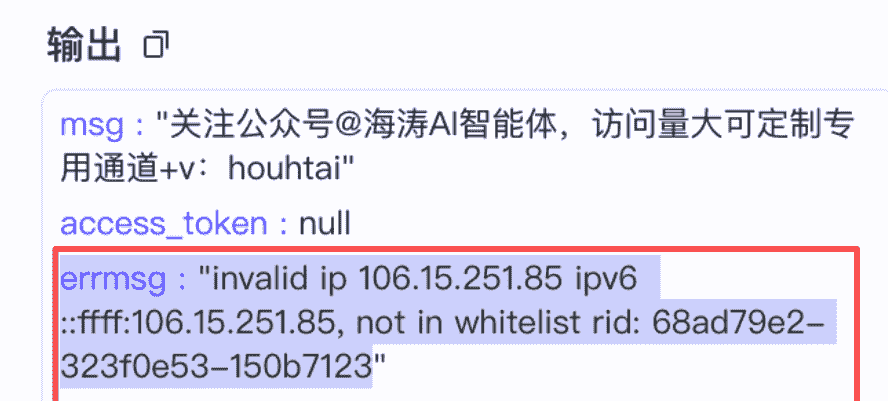 输出
msg : "关注公众号@海涛AI智能体，访问量大可定制专
用通道+v：houhtai"
access_token : null
errmsg : "invalid ip 106.15.251.85 ipv6
::ffff:106.15.251.85, not in whitelist rid: 68ad79e2-
323f0e53-150b7123"